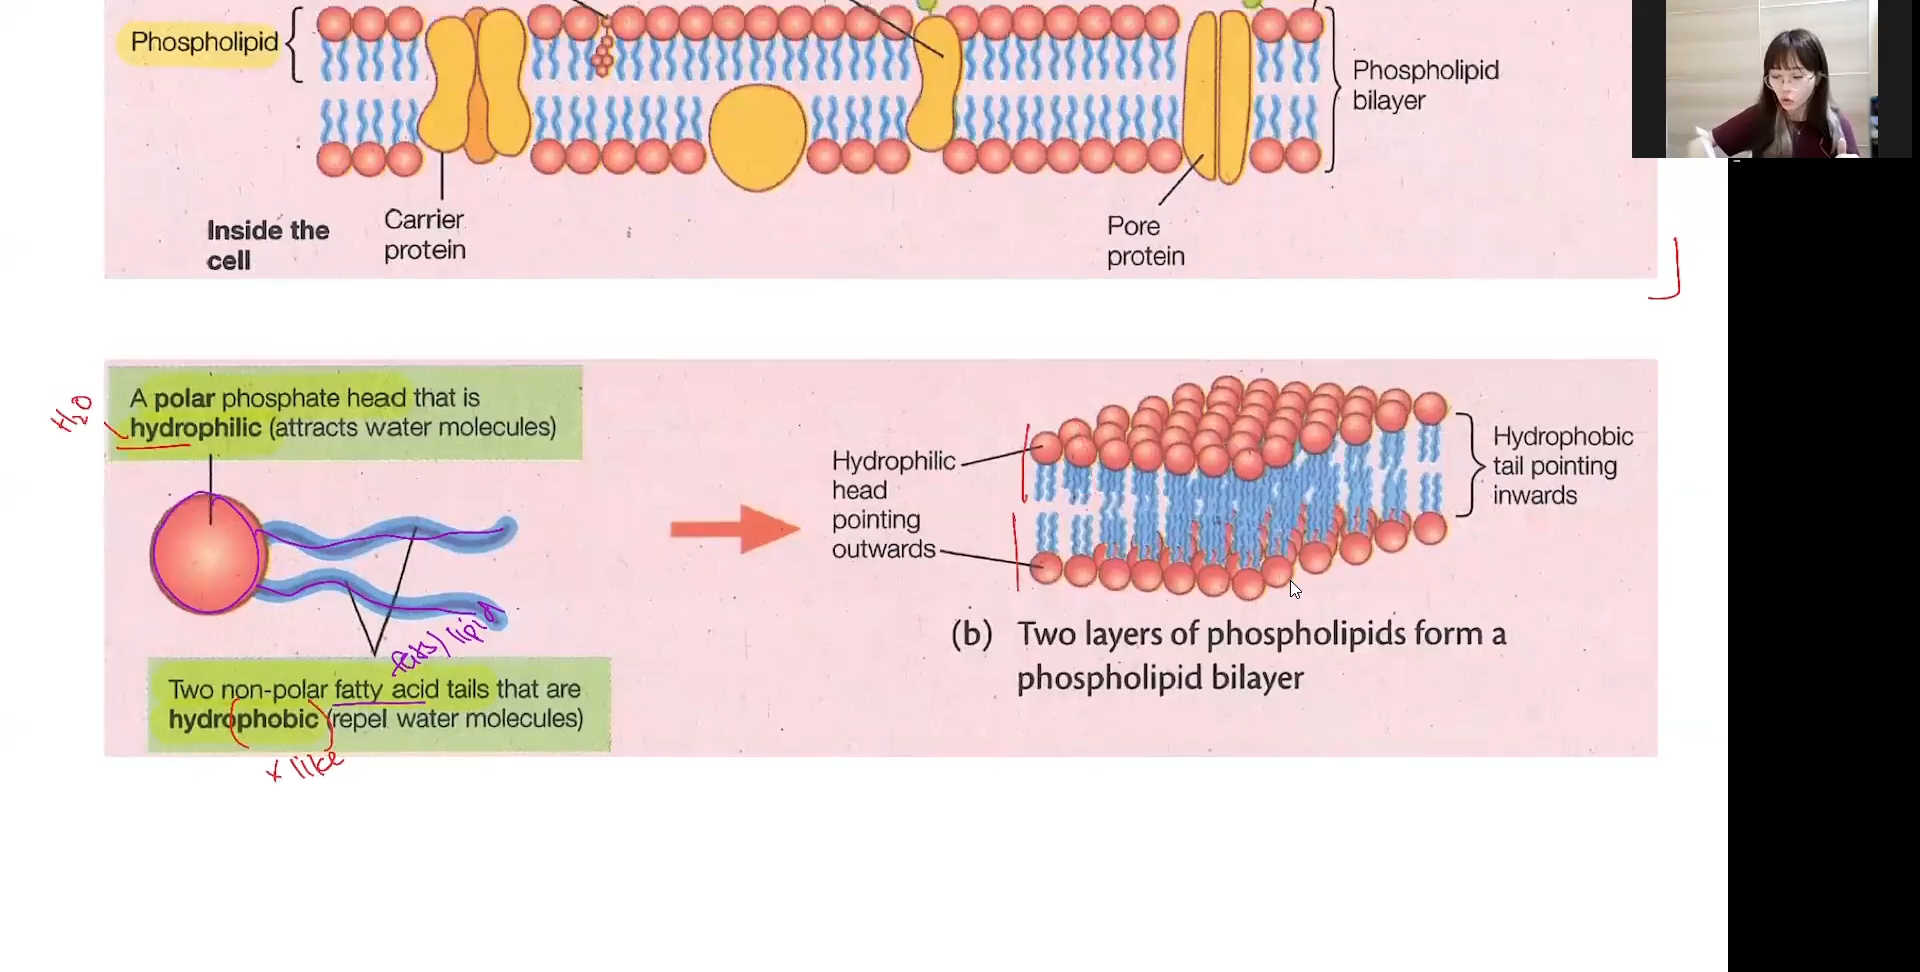 Phospholipid
Phospholipid
bilayer
Inside the
cell
Carrier
protein
Pore
protein
H2O
A polar phosphate head that is
hydrophilic (attracts water molecules)
fats/lipid
Two non-polar fatty acid tails that are
hydrophobic (repel water molecules)
x like
Hydrophilic
head
pointing
outwards
Hydrophobic
tail pointing
inwards
(b) Two layers of phospholipids form a
phospholipid bilayer